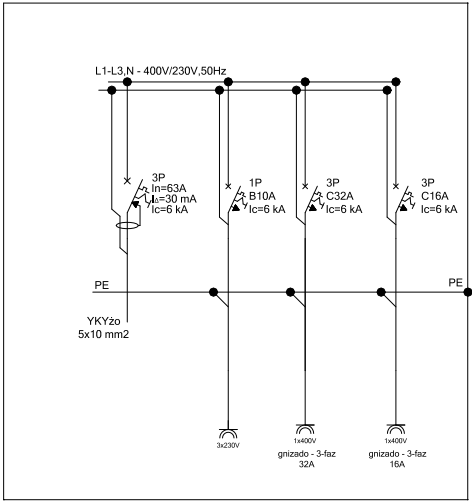 L1-L3,N - 400V/230V,50Hz
3P
In=63A
I∆=30 mA
Ic=6 kA
1P
B10A
Ic=6 kA
3P
C32A
Ic=6 kA
3P
C16A
Ic=6 kA
PE
PE
YKYżo
5x10 mm2
3x230V
1x400V
gnizado - 3-faz
32A
1x400V
gnizado - 3-faz
16A